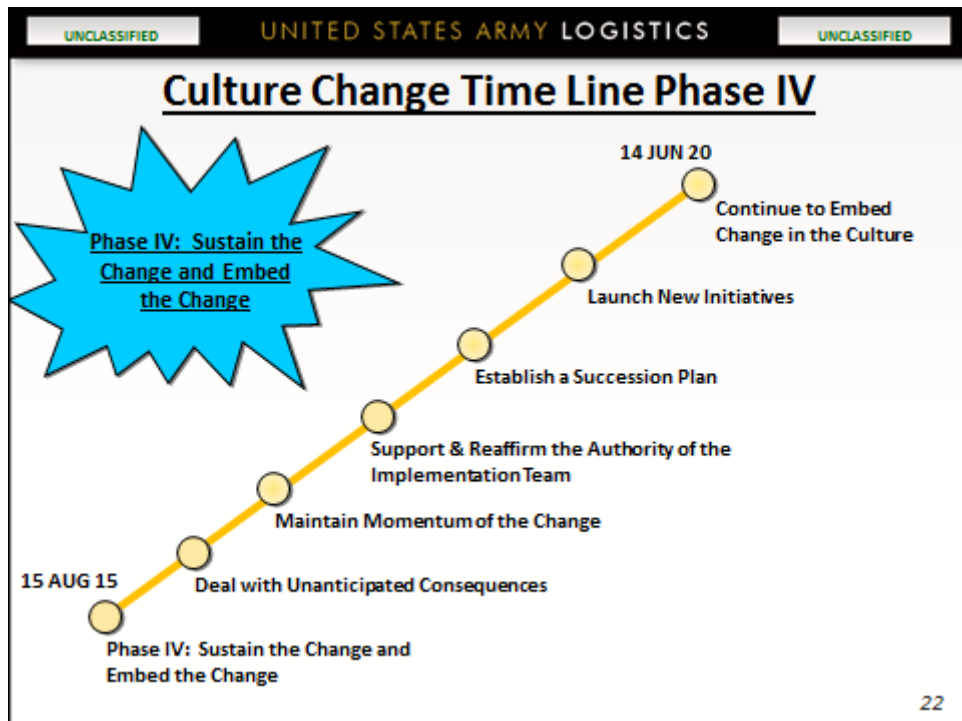 UNCLASSIFIED
UNITED STATES ARMY LOGISTICS
UNCLASSIFIED
Culture Change Time Line Phase IV
Phase IV: Sustain the
Change and Embed
the Change
14 JUN 20
Continue to Embed
Change in the Culture
Launch New Initiatives
Establish a Succession Plan
Support & Reaffirm the Authority of the
Implementation Team
Maintain Momentum of the Change
Deal with Unanticipated Consequences
15 AUG 15
Phase IV: Sustain the Change and
Embed the Change
22